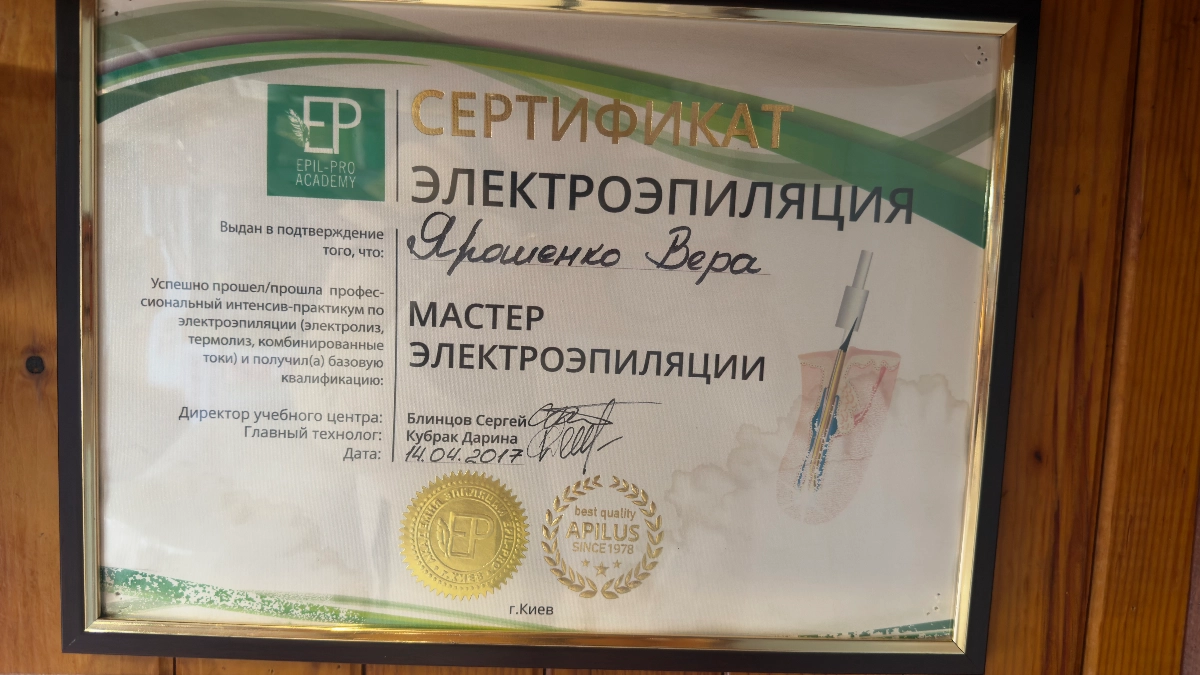 EP
EPIL-PRO
ACADEMY
СЕРТИФИКАТ
ЭЛЕКТРОЭПИЛЯЦИЯ
Выдан в подтверждение
того, что:
Ярошенко Вера
Успешно прошел/прошла профес-
сиональный интенсив-практикум по
электроэпиляции (электролиз,
термолиз, комбинированные
токи) и получил(а) базовую
квалификацию:
МАСТЕР
ЭЛЕКТРОЭПИЛЯЦИИ
Директор учебного центра: Блинцов Сергей
Главный технолог: Кубрак Дарина
Дата: 14.04.2017
EP
best quality
APILUS
SINCE 1978
г.Киев